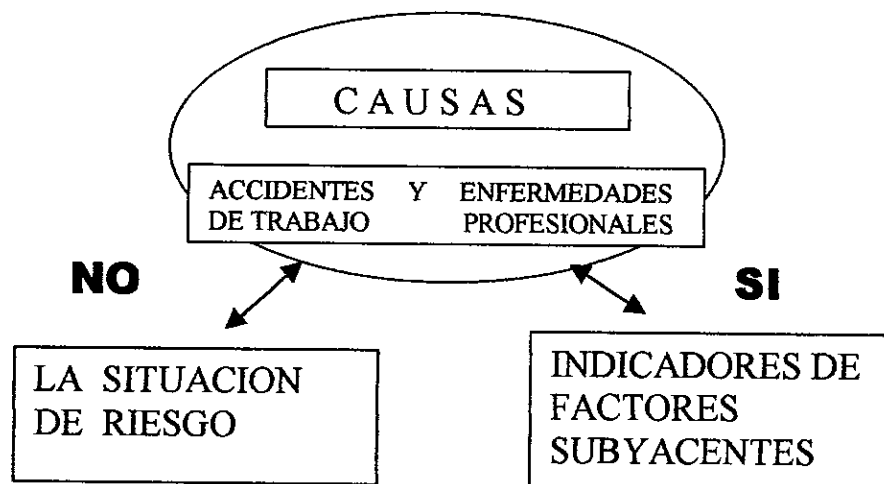 CAUSAS
ACCIDENTES Y ENFERMEDADES
DE TRABAJO PROFESIONALES
NO
SI
LA SITUACION
DE RIESGO
INDICADORES DE
FACTORES
SUBYACENTES